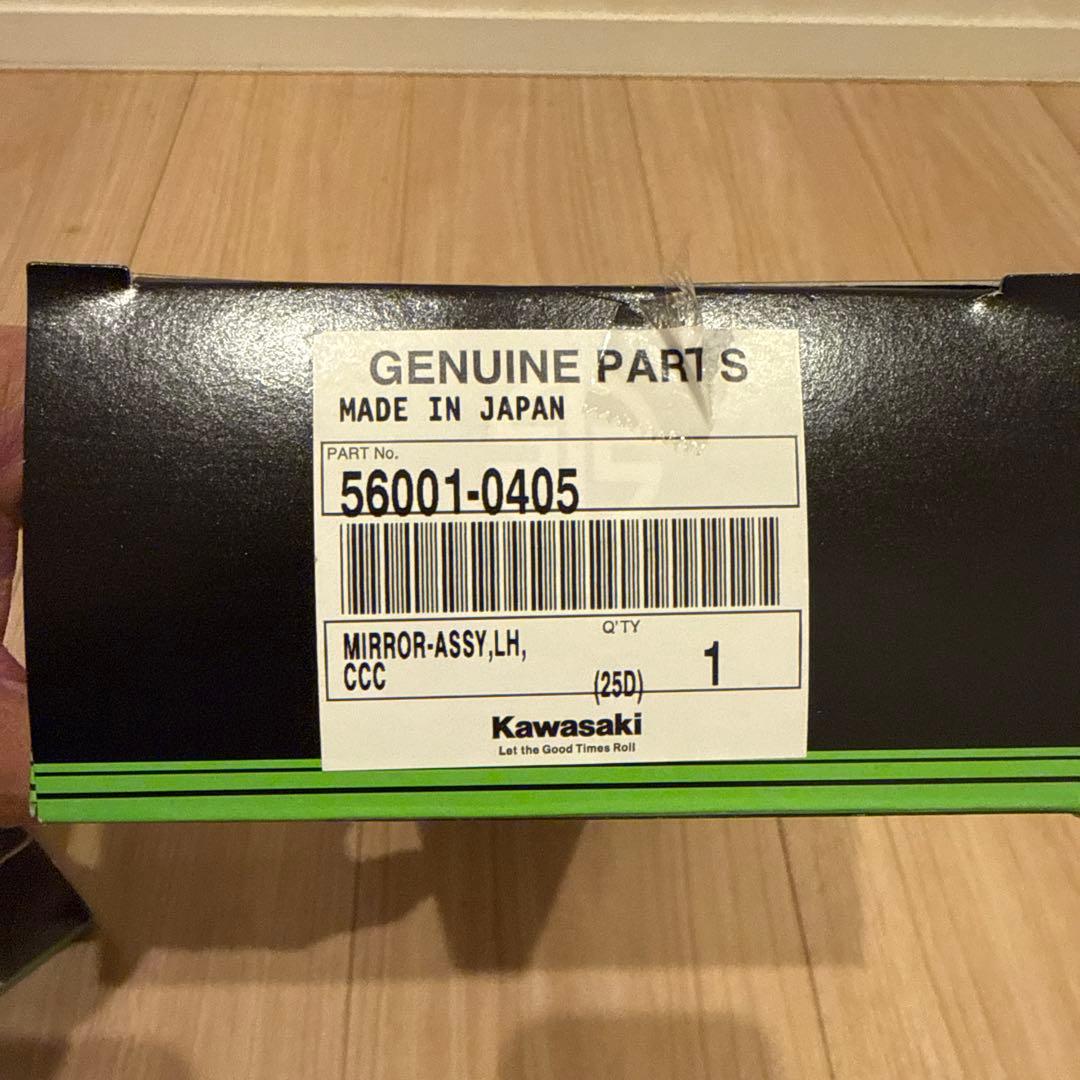 GENUINE PARTS
MADE IN JAPAN
PART No.
56001-0405
MIRROR-ASSY,LH,
CCC
Q'TY
(25D)
1
Kawasaki
Let the Good Times Roll